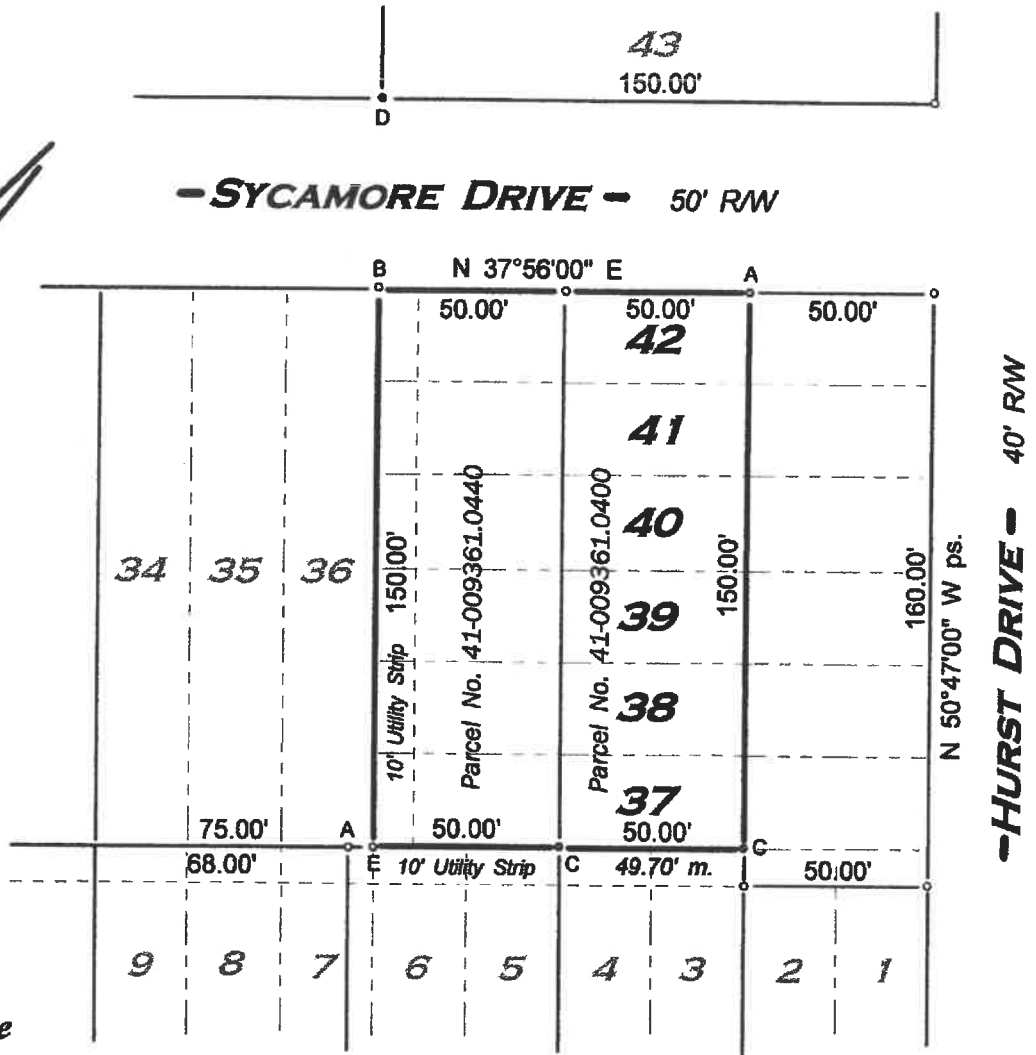 43
150.00'
D
-SYCAMORE DRIVE- 50' R/W
B N 37°56'00" E A
50.00' 50.00' 50.00'
42
41
40
39
38
37
34 35 36
150.00'
10' Utility Strip
Parcel No. 41-009361.0440
Parcel No. 41-009361.0400
150.00'
160.00'
N 50°47'00" W ps.
-HURST DRIVE- 40' R/W
75.00' A 50.00' 50.00' C
68.00' E 10' Utility Strip C 49.70' m. 50.00'
9 8 7 6 5 4 3 2 1
e